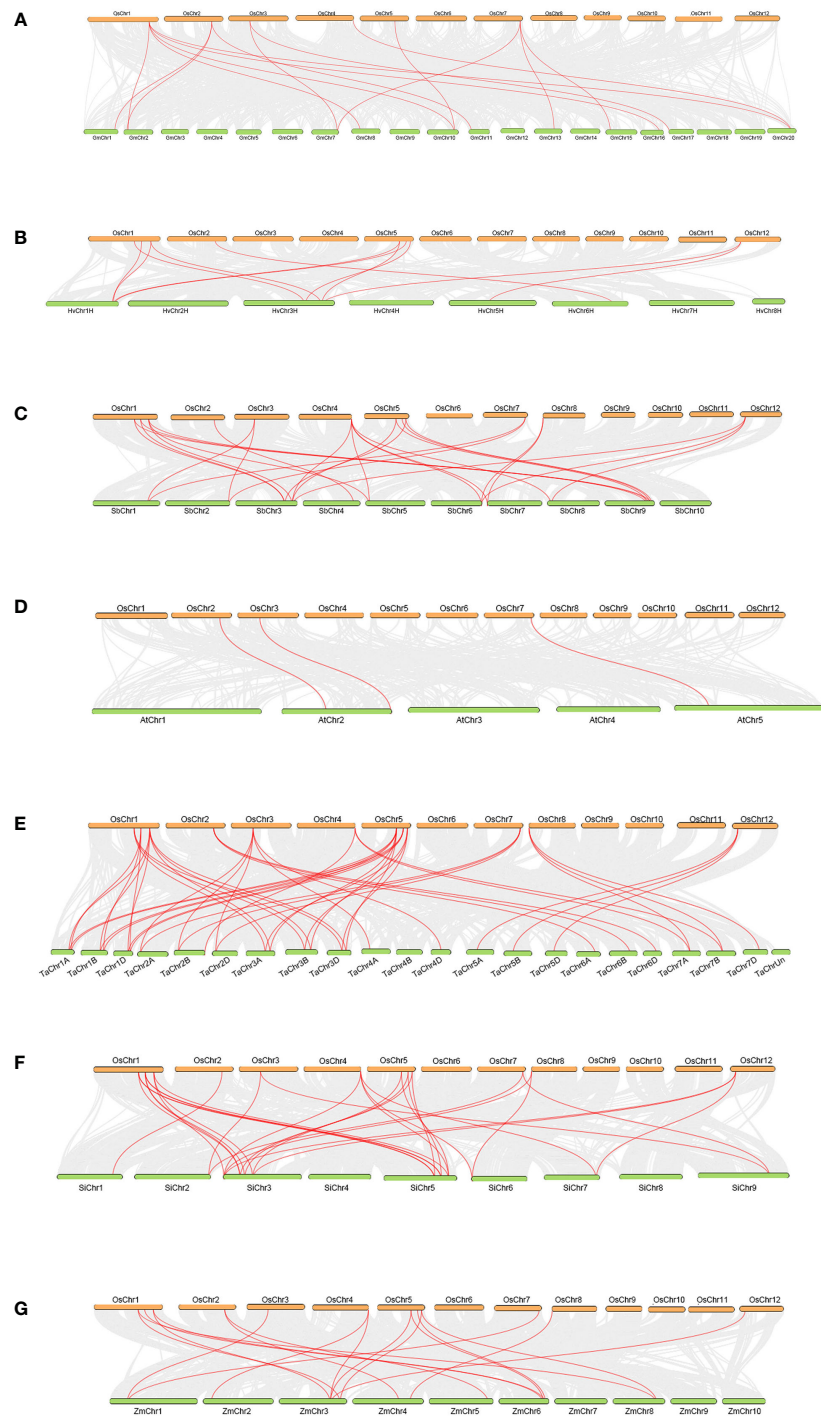 A
OsChr1 OsChr2 OsChr3 OsChr4 OsChr5 OsChr6 OsChr7 OsChr8 OsChr9 OsChr10 OsChr11 OsChr12
GmChr1 GmChr2 GmChr3 GmChr4 GmChr5 GmChr6 GmChr7 GmChr8 GmChr9 GmChr10 GmChr11 GmChr12 GmChr13 GmChr14 GmChr15 GmChr16 GmChr17 GmChr18 GmChr19 GmChr20
B
OsChr1 OsChr2 OsChr3 OsChr4 OsChr5 OsChr6 OsChr7 OsChr8 OsChr9 OsChr10 OsChr11 OsChr12
HvChr1H HvChr2H HvChr3H HvChr4H HvChr5H HvChr6H HvChr7H HvChr8H
C
OsChr1 OsChr2 OsChr3 OsChr4 OsChr5 OsChr6 OsChr7 OsChr8 OsChr9 OsChr10 OsChr11 OsChr12
SbChr1 SbChr2 SbChr3 SbChr4 SbChr5 SbChr6 SbChr7 SbChr8 SbChr9 SbChr10
D
OsChr1 OsChr2 OsChr3 OsChr4 OsChr5 OsChr6 OsChr7 OsChr8 OsChr9 OsChr10 OsChr11 OsChr12
AtChr1 AtChr2 AtChr3 AtChr4 AtChr5
E
OsChr1 OsChr2 OsChr3 OsChr4 OsChr5 OsChr6 OsChr7 OsChr8 OsChr9 OsChr10 OsChr11 OsChr12
TaChr1A TaChr1B TaChr1D TaChr2A TaChr2B TaChr2D TaChr3A TaChr3B TaChr3D TaChr4A TaChr4B TaChr4D TaChr5A TaChr5B TaChr5D TaChr6A TaChr6B TaChr6D TaChr7A TaChr7B TaChr7D TaChrUn
F
OsChr1 OsChr2 OsChr3 OsChr4 OsChr5 OsChr6 OsChr7 OsChr8 OsChr9 OsChr10 OsChr11 OsChr12
SiChr1 SiChr2 SiChr3 SiChr4 SiChr5 SiChr6 SiChr7 SiChr8 SiChr9
G
OsChr1 OsChr2 OsChr3 OsChr4 OsChr5 OsChr6 OsChr7 OsChr8 OsChr9 OsChr10 OsChr11 OsChr12
ZmChr1 ZmChr2 ZmChr3 ZmChr4 ZmChr5 ZmChr6 ZmChr7 ZmChr8 ZmChr9 ZmChr10